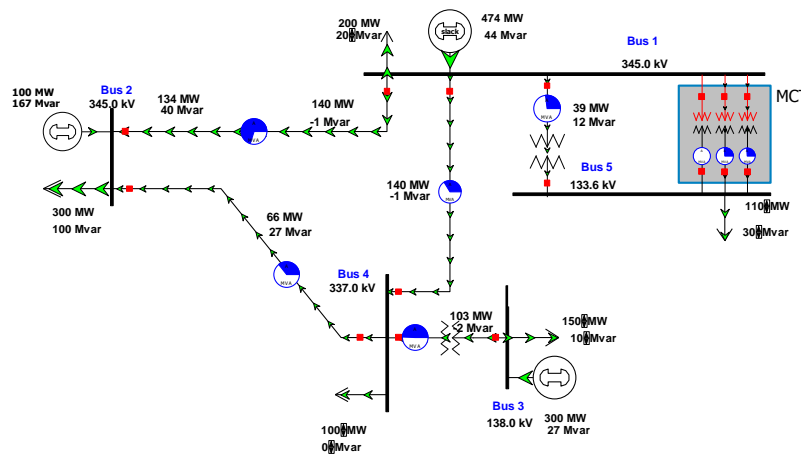 200 MW
20 Mvar
474 MW
44 Mvar
slack
Bus 1
345.0 kV
MCT
100 MW
167 Mvar
Bus 2
345.0 kV
134 MW
40 Mvar
140 MW
-1 Mvar
MVA
39 MW
12 Mvar
MVA
Bus 5
133.6 kV
110 MW
30 Mvar
140 MW
-1 Mvar
MVA
300 MW
100 Mvar
66 MW
27 Mvar
MVA
Bus 4
337.0 kV
103 MW
-2 Mvar
MVA
150 MW
10 Mvar
Bus 3
138.0 kV
300 MW
27 Mvar
100 MW
0 Mvar